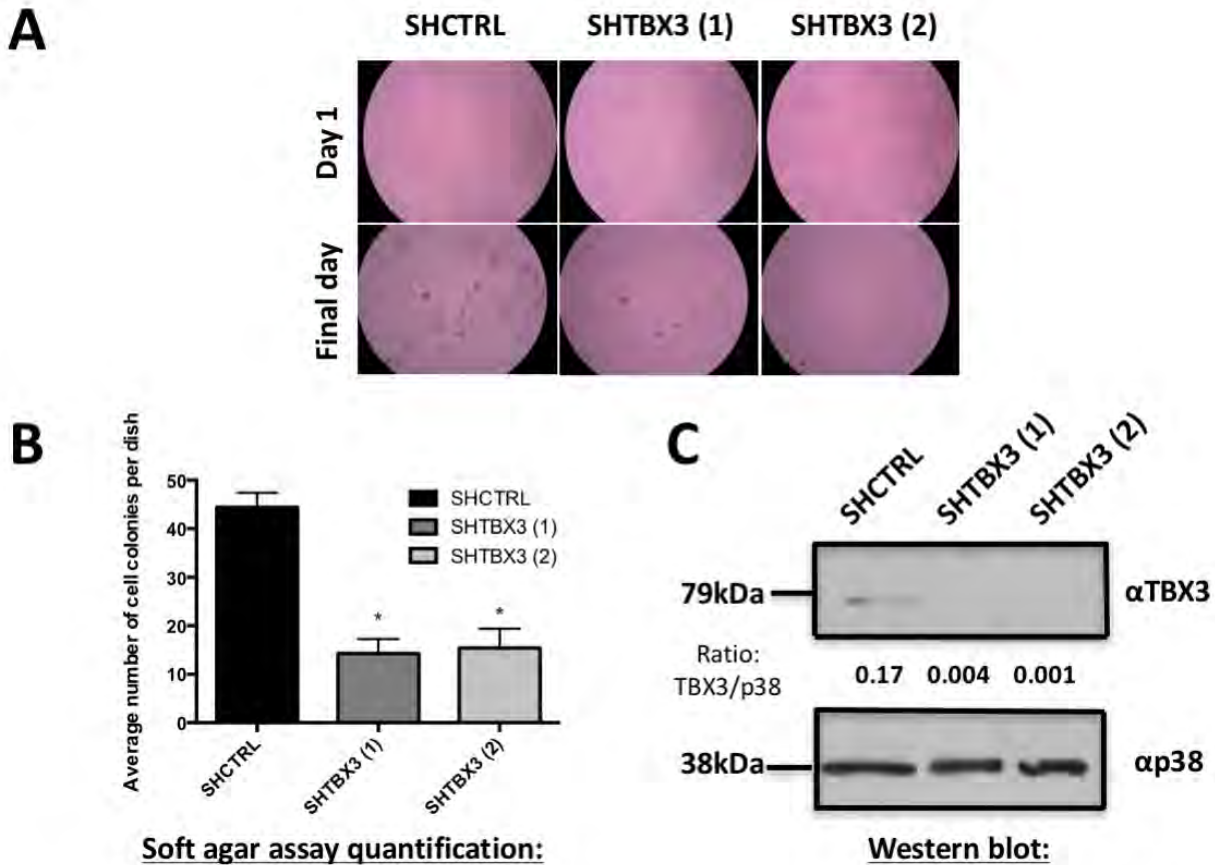 A
SHCTRL SHTBX3 (1) SHTBX3 (2)
Day 1
Final day
B
Average number of cell colonies per dish
50
40
30
20
10
0
SHCTRL
SHTBX3 (1)
SHTBX3 (2)
* *
SHCTRL SHTBX3 (1) SHTBX3 (2)
Soft agar assay quantification:
C
SHCTRL SHTBX3 (1) SHTBX3 (2)
79kDa αTBX3
Ratio:
TBX3/p38 0.17 0.004 0.001
38kDa αp38
Western blot: